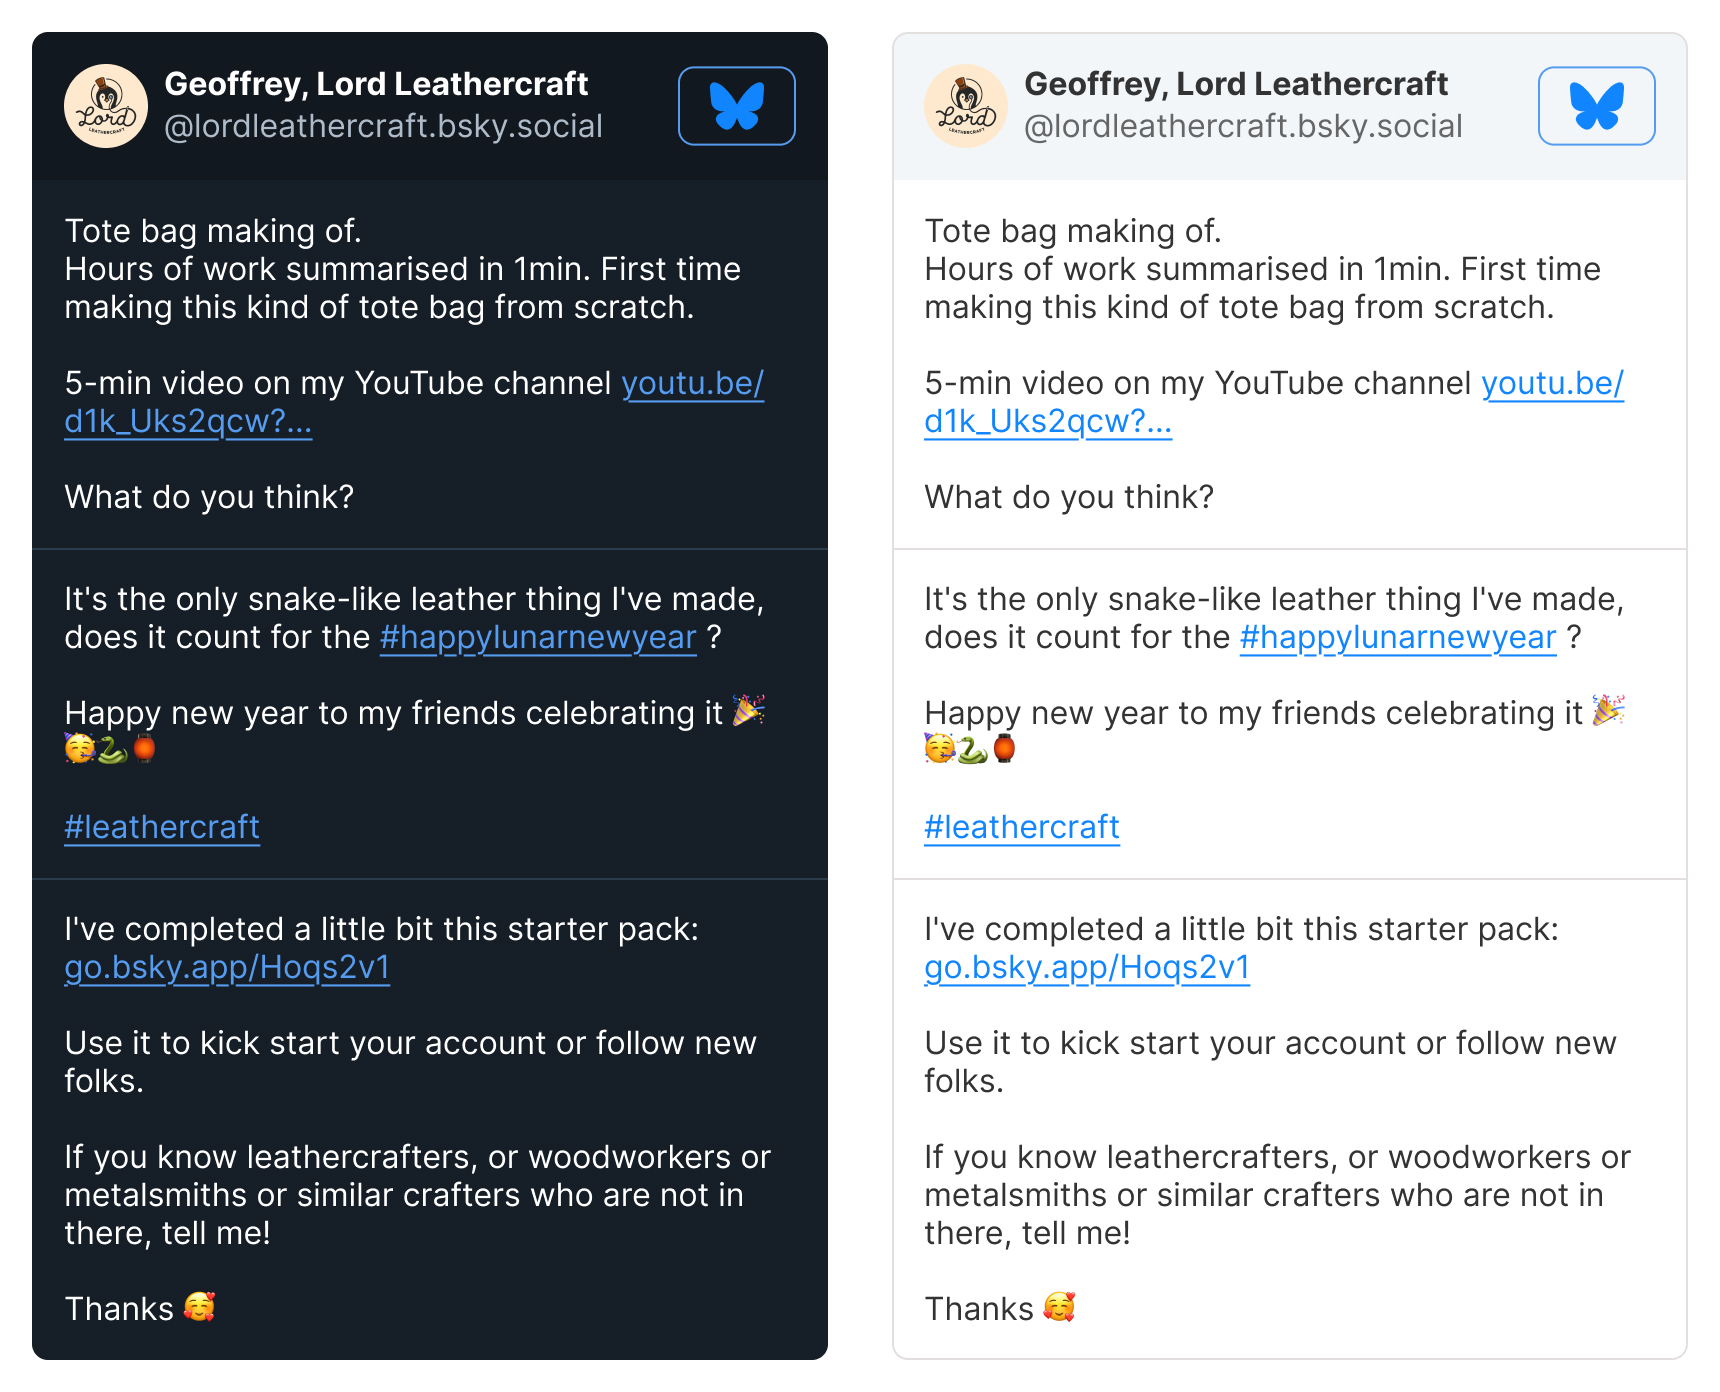 Lord
LEATHERCRAFT
Geoffrey, Lord Leathercraft
@lordleathercraft.bsky.social
Tote bag making of.
Hours of work summarised in 1min. First time
making this kind of tote bag from scratch.
5-min video on my YouTube channel youtu.be/
d1k_Uks2qcw?...
What do you think?
It's the only snake-like leather thing I've made,
does it count for the #happylunarnewyear ?
Happy new year to my friends celebrating it 🎉
🥳🐍🏮
#leathercraft
I've completed a little bit this starter pack:
go.bsky.app/Hoqs2v1
Use it to kick start your account or follow new
folks.
If you know leathercrafters, or woodworkers or
metalsmiths or similar crafters who are not in
there, tell me!
Thanks 🥰
Lord
LEATHERCRAFT
Geoffrey, Lord Leathercraft
@lordleathercraft.bsky.social
Tote bag making of.
Hours of work summarised in 1min. First time
making this kind of tote bag from scratch.
5-min video on my YouTube channel youtu.be/
d1k_Uks2qcw?...
What do you think?
It's the only snake-like leather thing I've made,
does it count for the #happylunarnewyear ?
Happy new year to my friends celebrating it 🎉
🥳🐍🏮
#leathercraft
I've completed a little bit this starter pack:
go.bsky.app/Hoqs2v1
Use it to kick start your account or follow new
folks.
If you know leathercrafters, or woodworkers or
metalsmiths or similar crafters who are not in
there, tell me!
Thanks 🥰